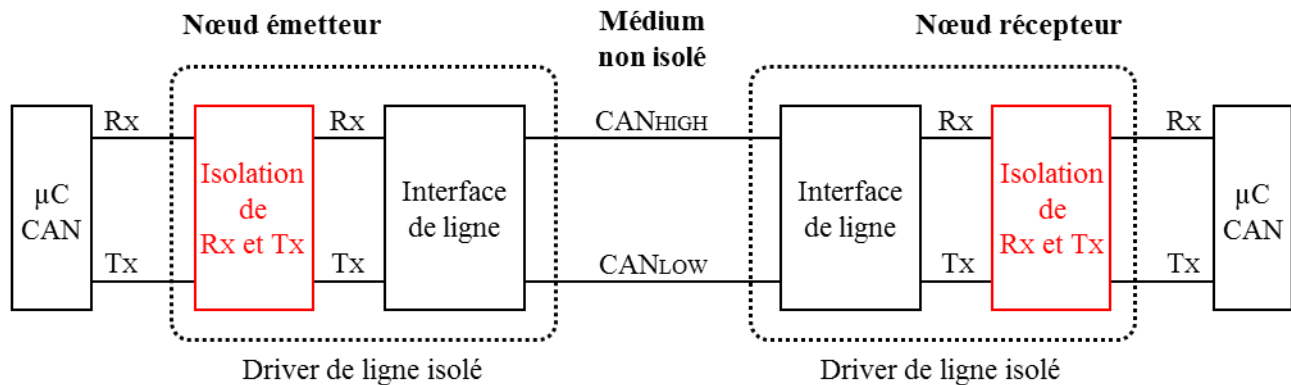 Nœud émetteur
Médium
non isolé
Nœud récepteur
µC
CAN
Rx
Tx
Isolation
de
Rx et Tx
Rx
Tx
Interface
de ligne
CANHIGH
CANLOW
Interface
de ligne
Rx
Tx
Isolation
de
Rx et Tx
Rx
Tx
µC
CAN
Driver de ligne isolé
Driver de ligne isolé